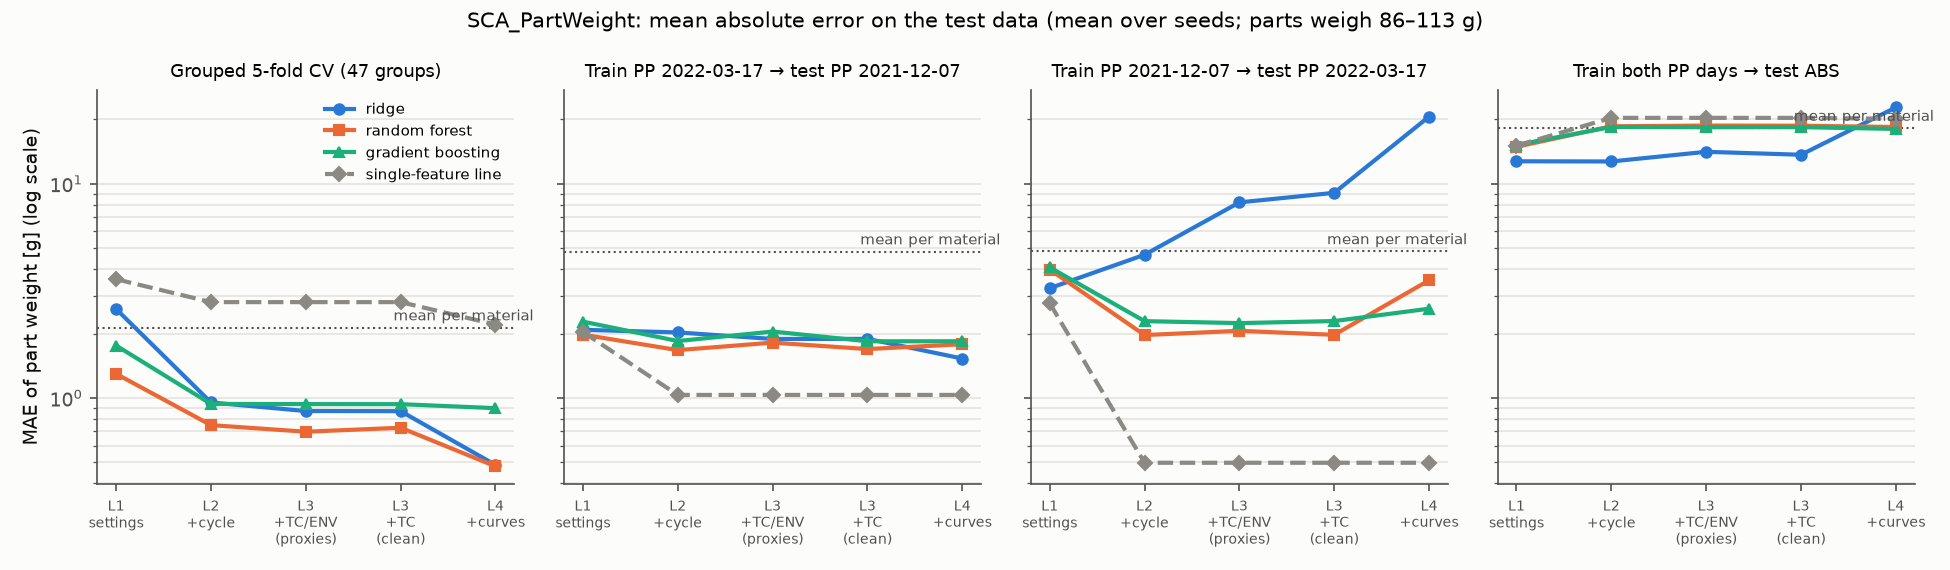 SCA_PartWeight: mean absolute error on the test data (mean over seeds; parts weigh 86–113 g)
MAE of part weight [g] (log scale)
Grouped 5-fold CV (47 groups)
10¹
10⁰
ridge
random forest
gradient boosting
single-feature line
mean per material
L1
settings
L2
+cycle
L3
+TC/ENV
(proxies)
L3
+TC
(clean)
L4
+curves
Train PP 2022-03-17 → test PP 2021-12-07
mean per material
L1
settings
L2
+cycle
L3
+TC/ENV
(proxies)
L3
+TC
(clean)
L4
+curves
Train PP 2021-12-07 → test PP 2022-03-17
mean per material
L1
settings
L2
+cycle
L3
+TC/ENV
(proxies)
L3
+TC
(clean)
L4
+curves
Train both PP days → test ABS
mean per material
L1
settings
L2
+cycle
L3
+TC/ENV
(proxies)
L3
+TC
(clean)
L4
+curves